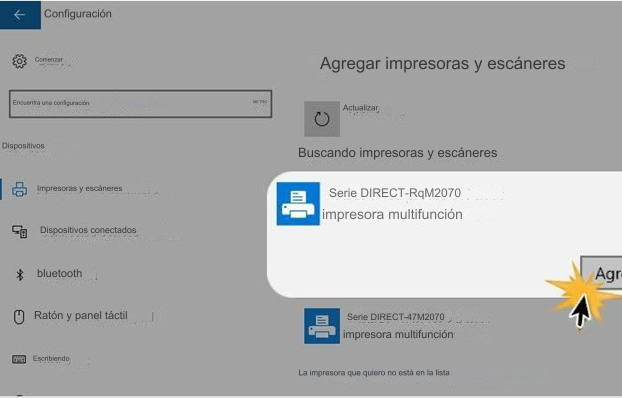 Configuración
Comenzar
Encuentra una configuración
Dispositivos
Impresoras y escáneres
Dispositivos conectados
bluetooth
Ratón y panel táctil
Escribiendo
Agregar impresoras y escáneres
Actualizar
Buscando impresoras y escáneres
Serie DIRECT-RqM2070
impresora multifunción
Agre
Serie DIRECT-47M2070
impresora multifunción
La impresora que quiero no está en la lista